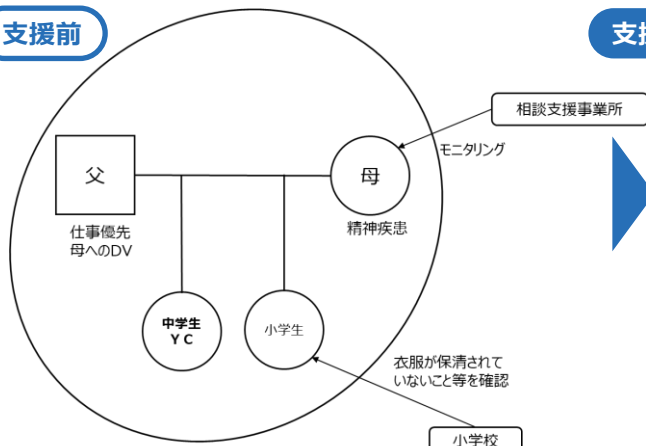 支援前
支援
相談支援事業所
モニタリング
父
母
仕事優先
母へのDV
精神疾患
中学生
ＹＣ
小学生
衣服が保清されて
いないこと等を確認
小学校